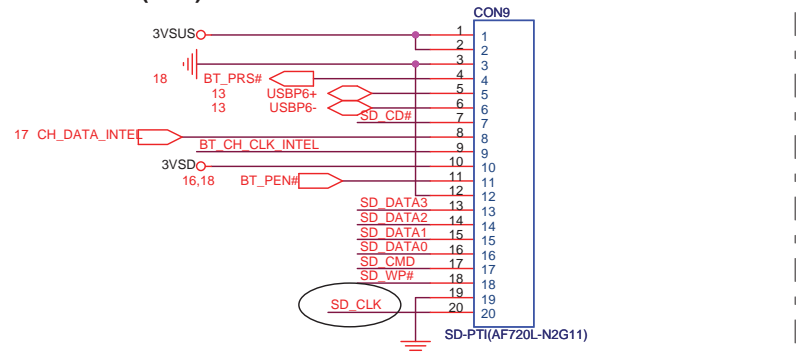 CON9
3VSUS 1 1
2 2
3 3
18 BT_PRS# 4 4
13 USBP6+ 5 5
13 USBP6- 6 6
SD_CD# 7 7
17 CH_DATA_INTEL 8 8
BT_CH_CLK_INTEL 9 9
3VSD 10 10
16,18 BT_PEN# 11 11
12 12
SD_DATA3 13 13
SD_DATA2 14 14
SD_DATA1 15 15
SD_DATA0 16 16
SD_CMD 17 17
SD_WP# 18 18
19 19
SD_CLK 20 20
SD-PTI(AF720L-N2G11)